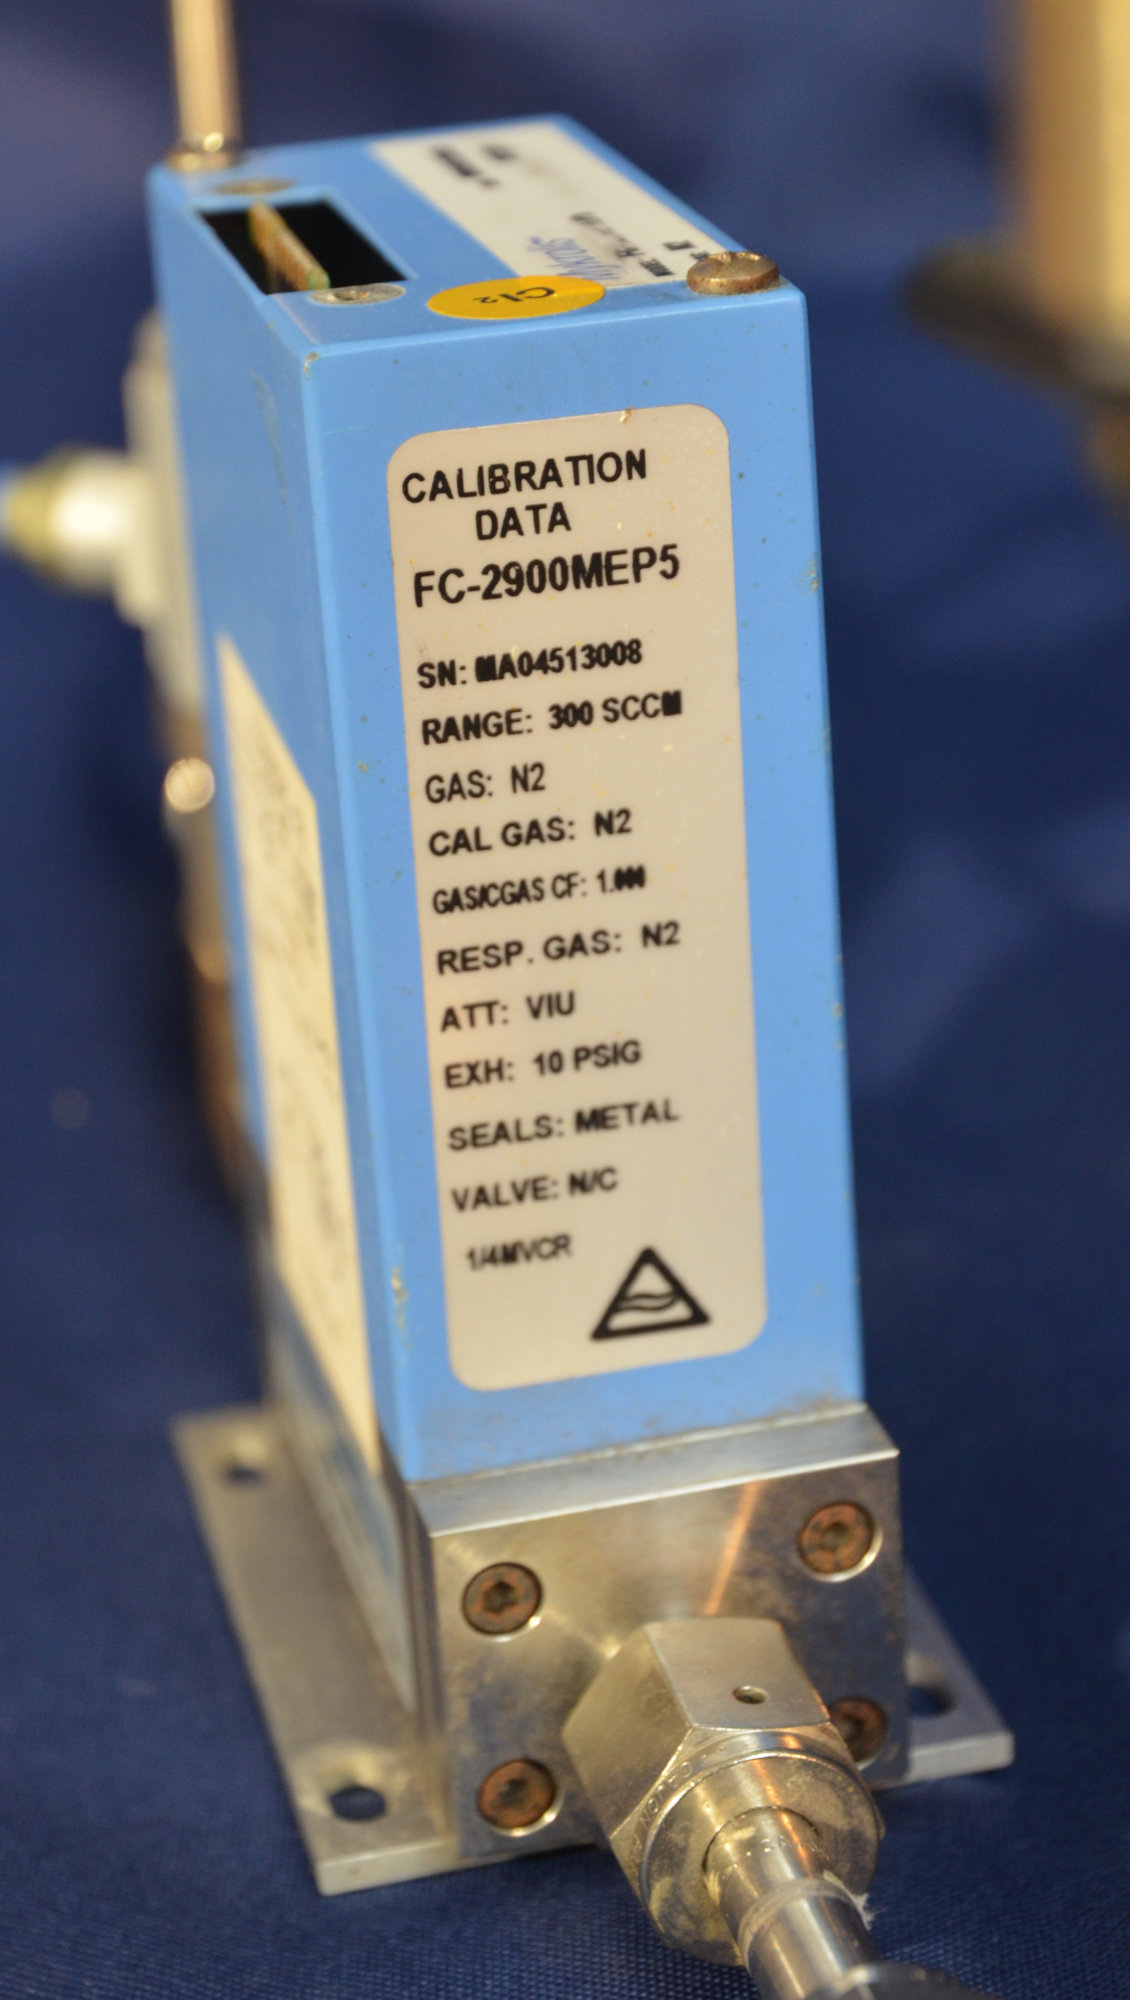 Cl2
CALIBRATION
DATA
FC-2900MEP5
SN: MA04513008
RANGE: 300 SCCM
GAS: N2
CAL GAS: N2
GAS/CGAS CF: 1.000
RESP. GAS: N2
ATT: VIU
EXH: 10 PSIG
SEALS: METAL
VALVE: N/C
1/4MVCR